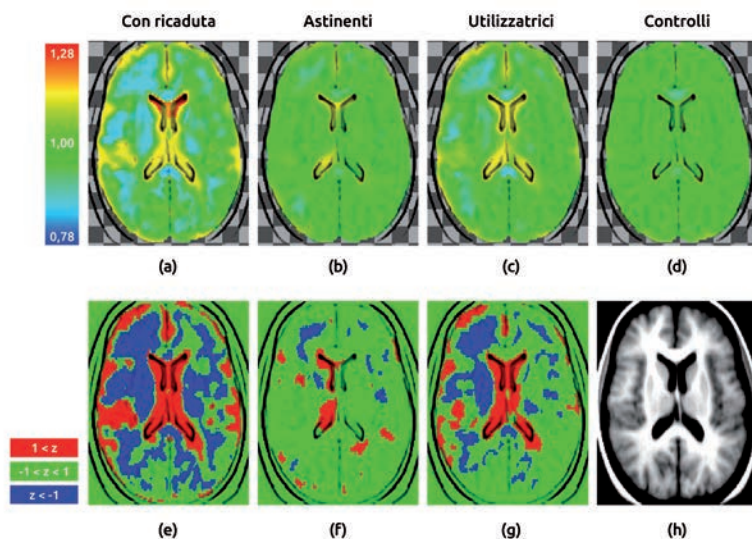 Con ricaduta Astinenti Utilizzatrici Controlli
1,28
1,00
0,78
(a) (b) (c) (d)
1 < z
-1 < z < 1
z < -1
(e) (f) (g) (h)